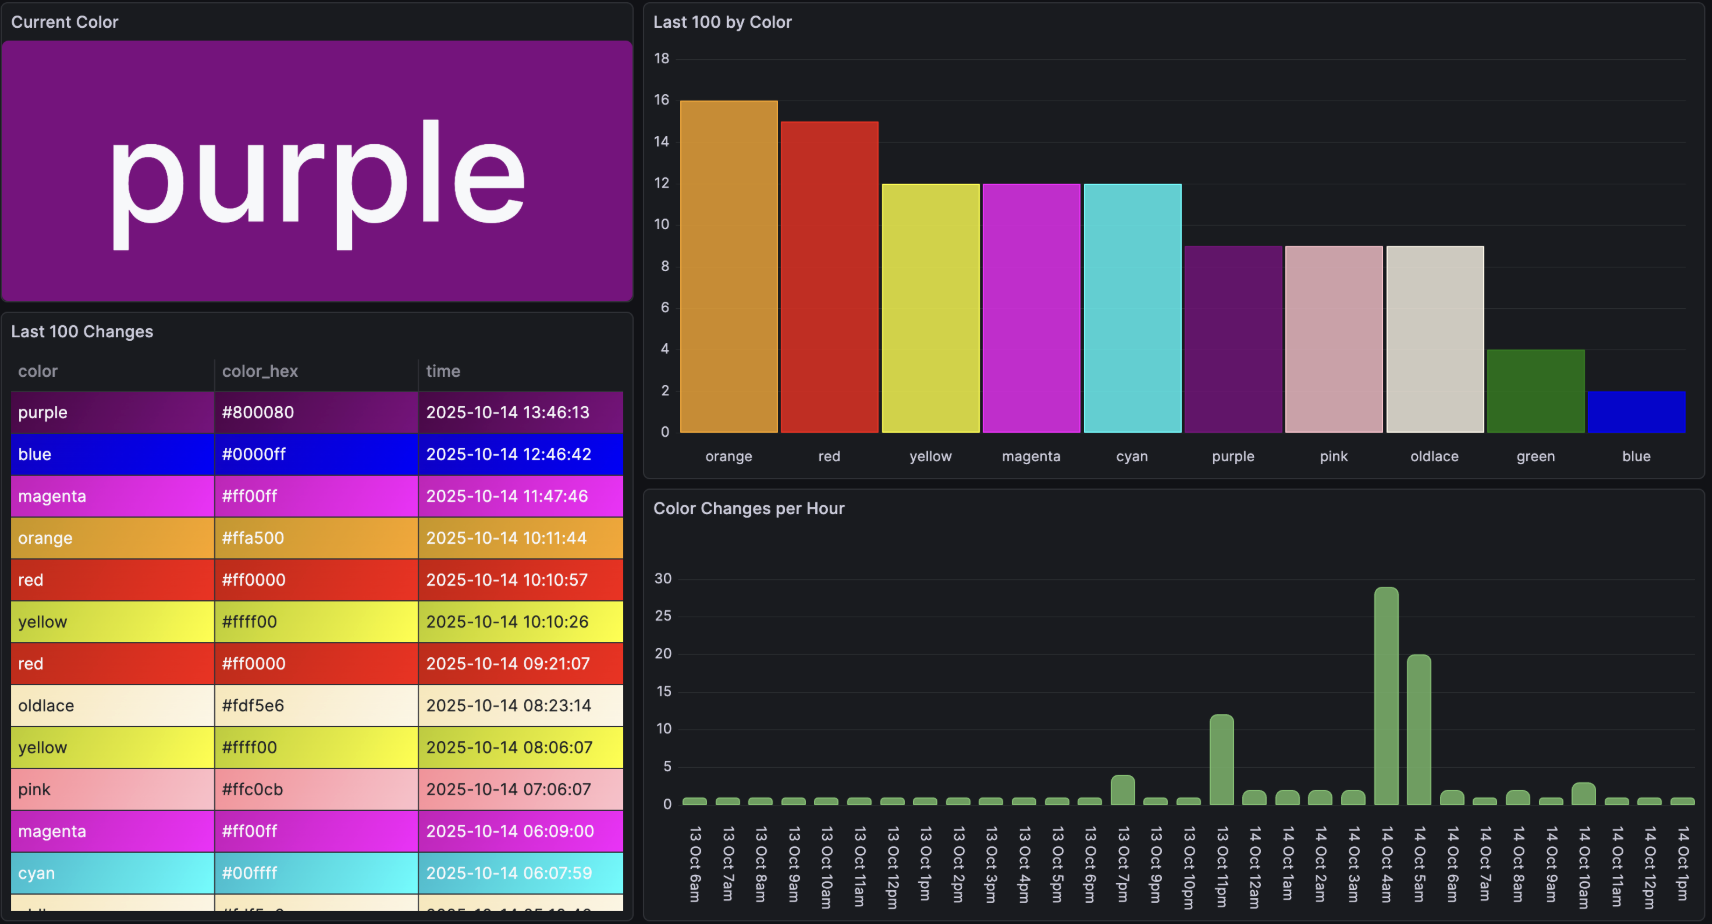 Current Color
purple
Last 100 Changes
color color_hex time
purple #800080 2025-10-14 13:46:13
blue #0000ff 2025-10-14 12:46:42
magenta #ff00ff 2025-10-14 11:47:46
orange #ffa500 2025-10-14 10:11:44
red #ff0000 2025-10-14 10:10:57
yellow #ffff00 2025-10-14 10:10:26
red #ff0000 2025-10-14 09:21:07
oldlace #fdf5e6 2025-10-14 08:23:14
yellow #ffff00 2025-10-14 08:06:07
pink #ffc0cb 2025-10-14 07:06:07
magenta #ff00ff 2025-10-14 06:09:00
cyan #00ffff 2025-10-14 06:07:59
Last 100 by Color
18
16
14
12
10
8
6
4
2
0
orange red yellow magenta cyan purple pink oldlace green blue
Color Changes per Hour
30
25
20
15
10
5
0
13 Oct 6am
13 Oct 7am
13 Oct 8am
13 Oct 9am
13 Oct 10am
13 Oct 11am
13 Oct 12pm
13 Oct 1pm
13 Oct 2pm
13 Oct 3pm
13 Oct 4pm
13 Oct 5pm
13 Oct 6pm
13 Oct 7pm
13 Oct 9pm
13 Oct 10pm
13 Oct 11pm
14 Oct 12am
14 Oct 1am
14 Oct 2am
14 Oct 3am
14 Oct 4am
14 Oct 5am
14 Oct 6am
14 Oct 7am
14 Oct 8am
14 Oct 9am
14 Oct 10am
14 Oct 11am
14 Oct 12pm
14 Oct 1pm